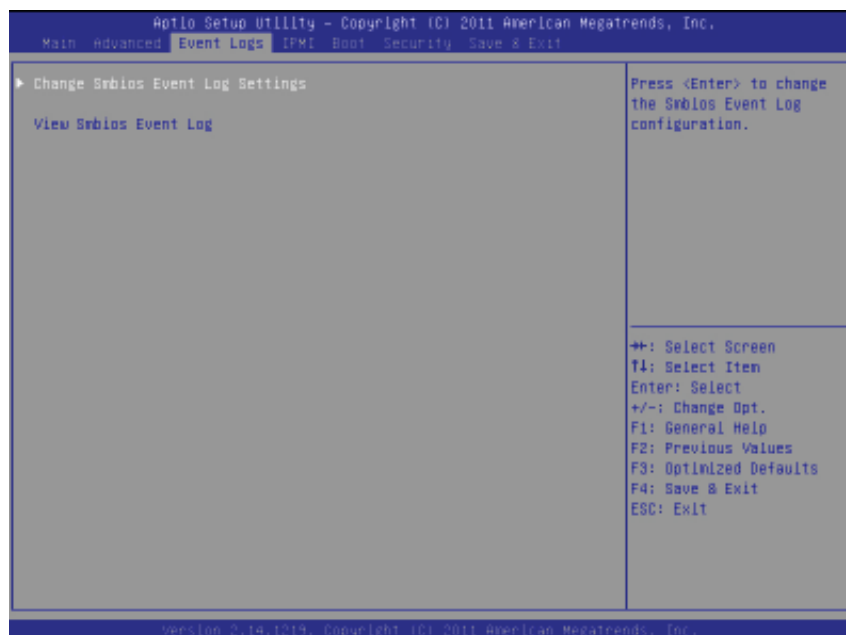 Aptio Setup Utility – Copyright (C) 2011 American Megatrends, Inc.
Main Advanced Event Logs IPMI Boot Security Save & Exit
Change Smbios Event Log Settings
View Smbios Event Log
Press <Enter> to change
the Smbios Event Log
configuration.
→←: Select Screen
↑↓: Select Item
Enter: Select
+/-: Change Opt.
F1: General Help
F2: Previous Values
F3: Optimized Defaults
F4: Save & Exit
ESC: Exit
Version 2.14.1219. Copyright (C) 2011 American Megatrends, Inc.